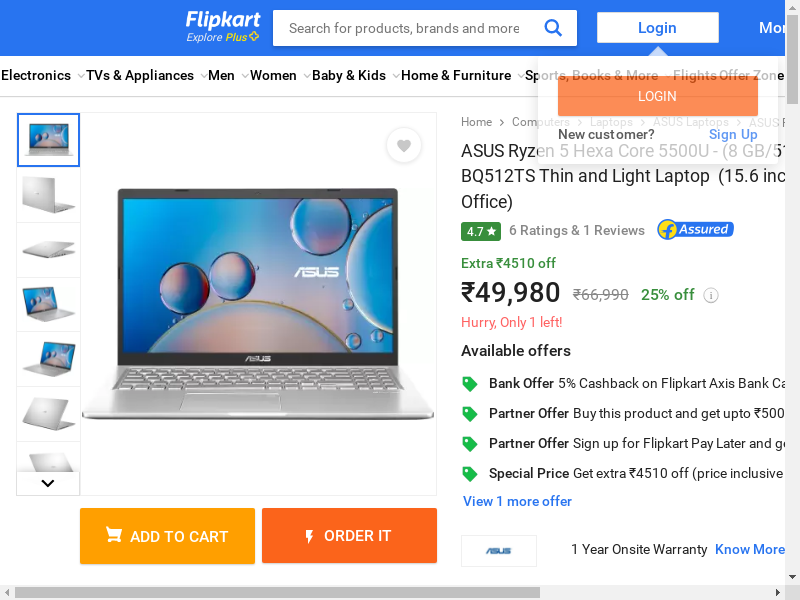 Flipkart
Explore Plus
Search for products, brands and more
Login
Mor
Electronics
TVs & Appliances
Men
Women
Baby & Kids
Home & Furniture
Sports, Books & More
Flights
Offer Zone
LOGIN
New customer?
Sign Up
Home
Computers
Laptops
ASUS Laptops
ASUS R
ASUS Ryzen 5 Hexa Core 5500U - (8 GB/51
BQ512TS Thin and Light Laptop (15.6 inc
Office)
4.7
6 Ratings & 1 Reviews
Assured
Extra ₹4510 off
₹49,980
₹66,990
25% off
Hurry, Only 1 left!
Available offers
Bank Offer 5% Cashback on Flipkart Axis Bank Ca
Partner Offer Buy this product and get upto ₹500
Partner Offer Sign up for Flipkart Pay Later and ge
Special Price Get extra ₹4510 off (price inclusive
View 1 more offer
ASUS
ASUS
ADD TO CART
ORDER IT
ASUS
1 Year Onsite Warranty
Know More